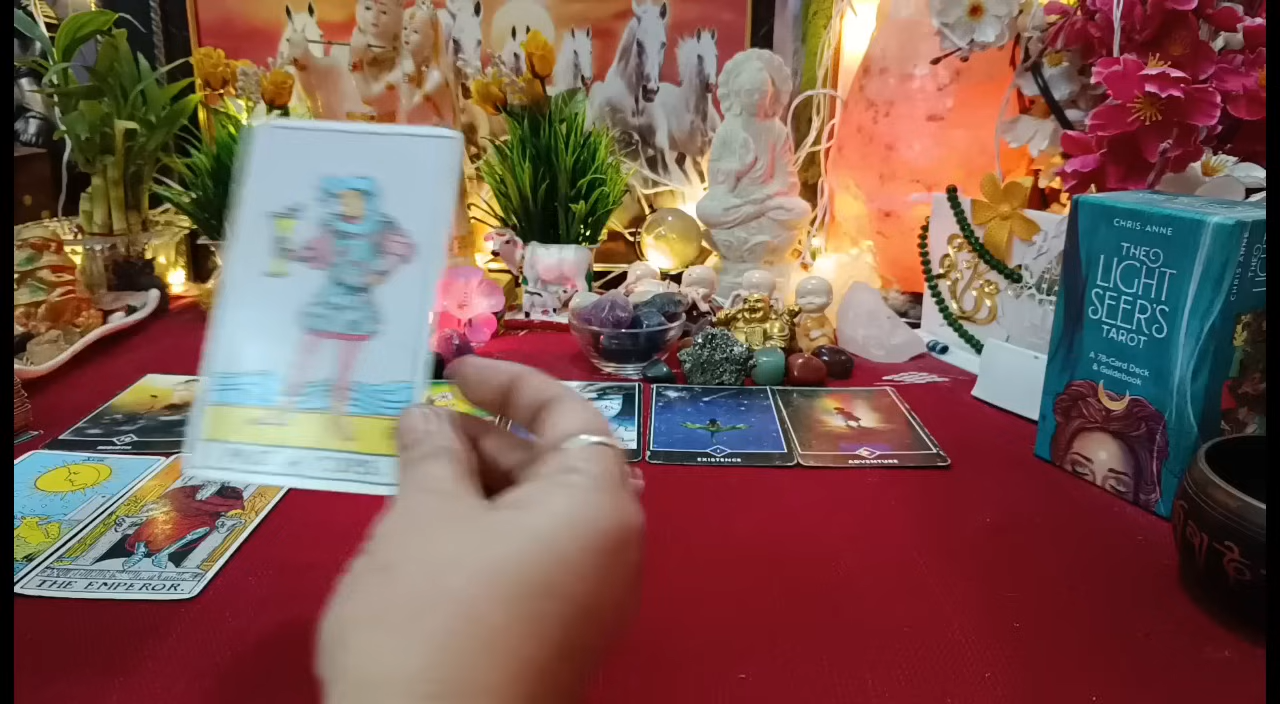 CHRIS-ANNE
THE
LIGHT
SEER'S
TAROT
A 78-Card Deck
& Guidebook
CHRIS-ANNE
EXISTENCE
ADVENTURE
THE EMPEROR.